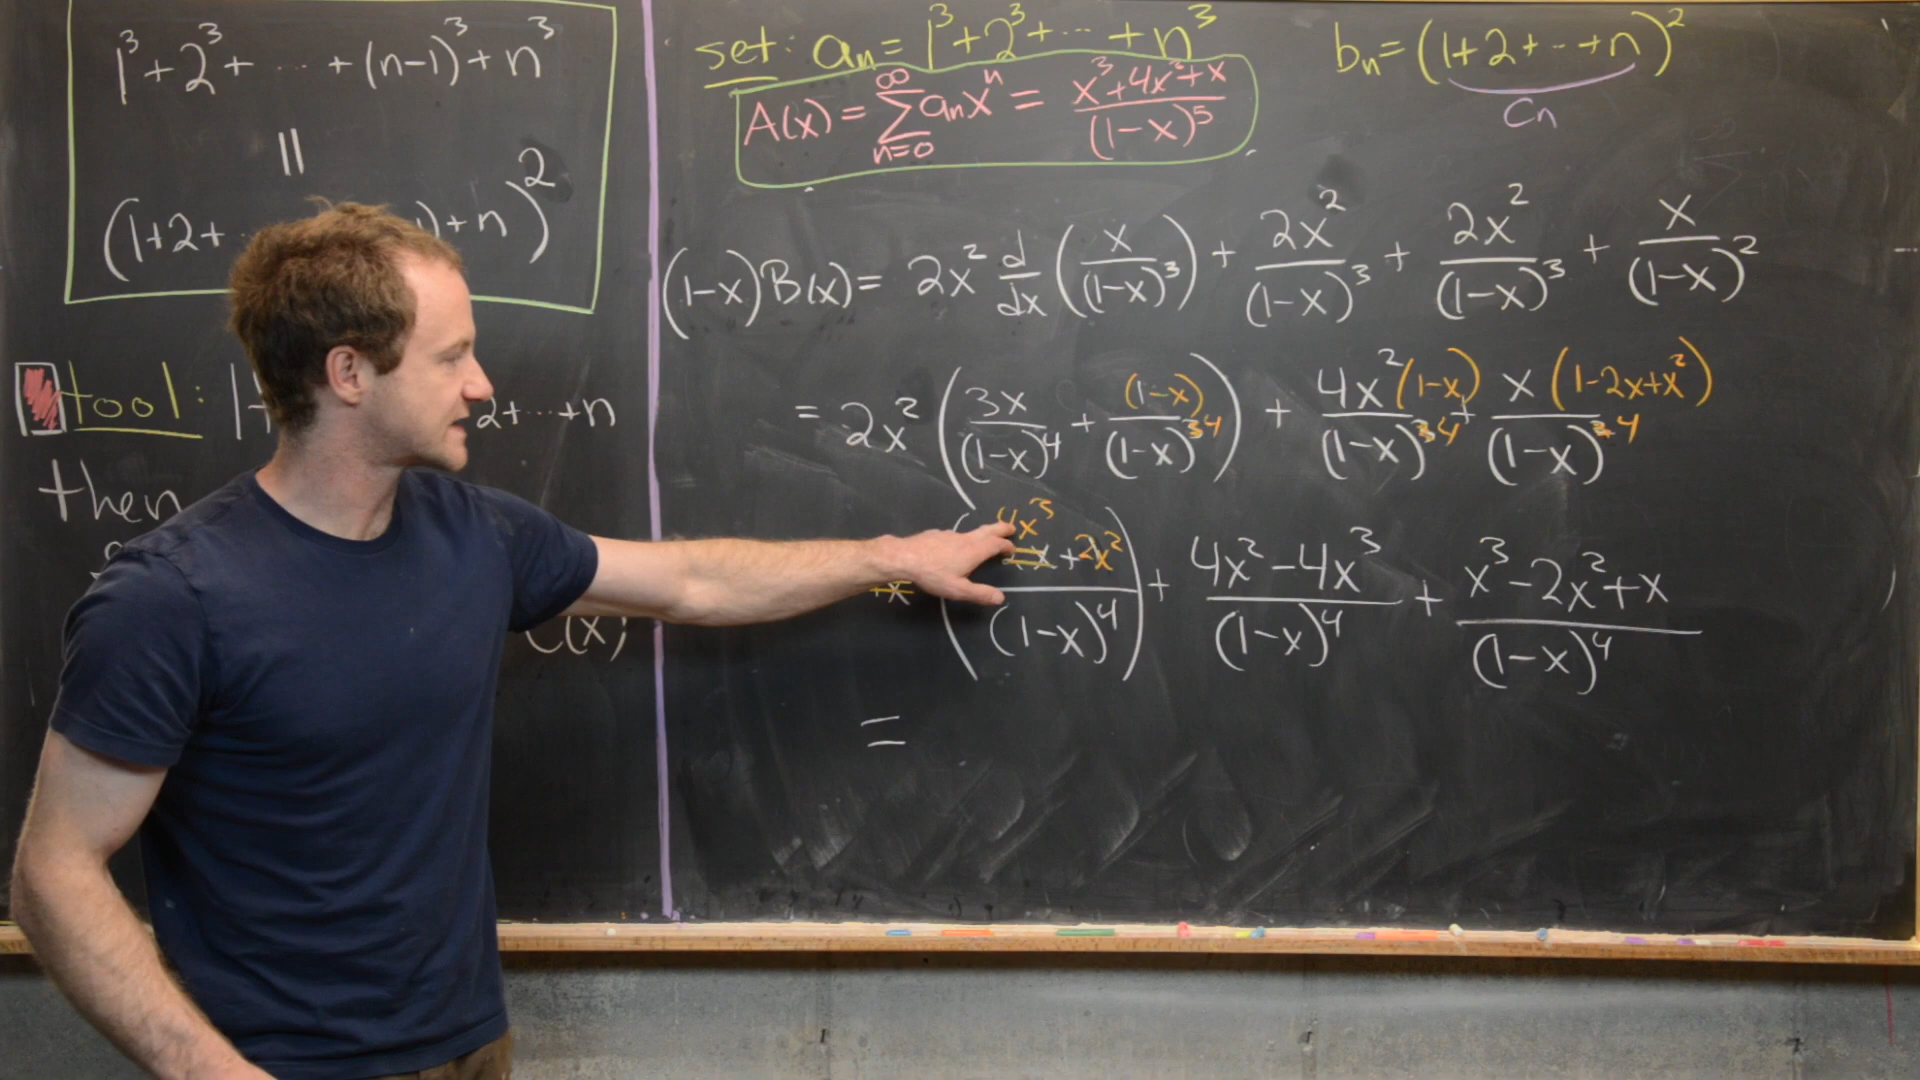 1³+2³+ ⋯ +(n-1)³+n³
||
(1+2+ )+n)²
tool: 2+⋯+n
then
C(x)
set: aₙ= 1³+2³+⋯+n³ bₙ=(1+2+⋯+n)²
cₙ
A(x)= ∑_{n=0}^{∞} aₙxⁿ = (x³+4x²+x)/(1-x)⁵
(1-x)B(x)= 2x² d/dx (x/(1-x)³) + 2x²/(1-x)³ + 2x²/(1-x)³ + x/(1-x)²
= 2x² (3x/(1-x)⁴ + (1-x)/(1-x)⁴) + 4x²(1-x)/(1-x)⁴ + x(1-2x+x²)/(1-x)⁴
(4x³+2x²/(1-x)⁴) + (4x²-4x³)/(1-x)⁴ + (x³-2x²+x)/(1-x)⁴
=